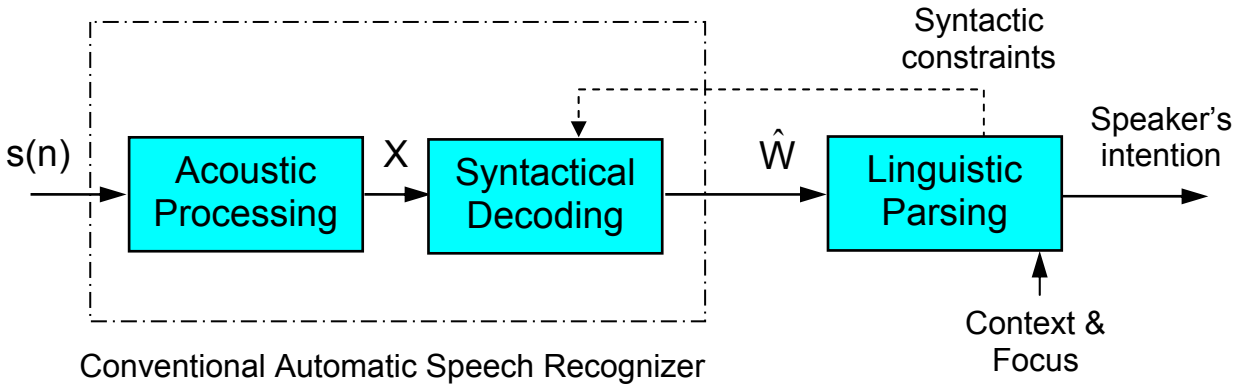 Syntactic
constraints
Speaker's
intention
s(n)
Acoustic
Processing
X
Syntactical
Decoding
Ŵ
Linguistic
Parsing
Context &
Focus
Conventional Automatic Speech Recognizer